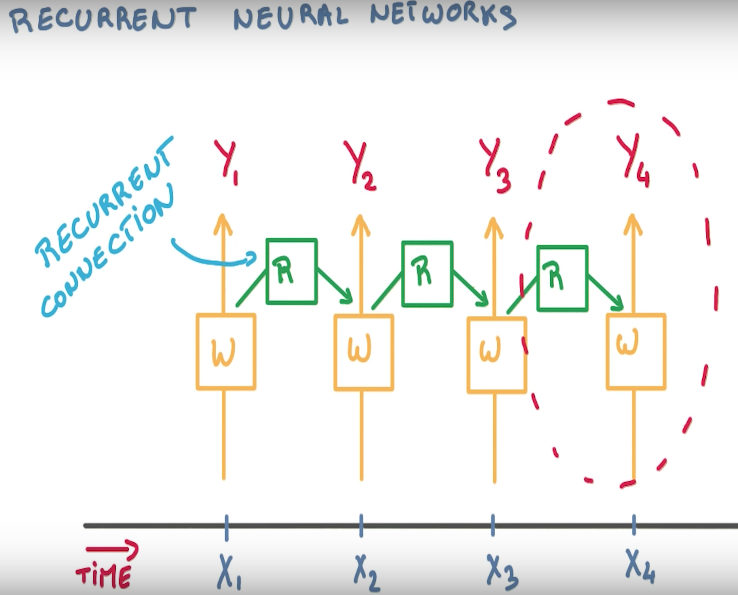 RECURRENT NEURAL NETWORKS
Y1 Y2 Y3 Y4
RECURRENT
CONNECTION
R R R
W W W W
TIME
X1 X2 X3 X4